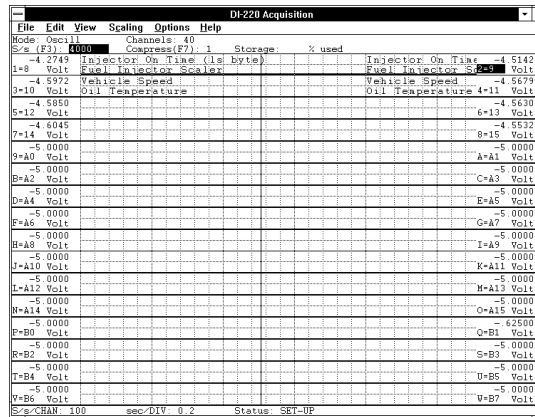 DI-220 Acquisition
File Edit View Scaling Options Help
Mode: Oscill Channels: 40
S/s (F3): 4000 Compress(F7): 1 Storage: % used
-4.2749 Injector On Time (ls byte) Injector On Time -4.5142
1=8 Volt Fuel Injector Scaler Fuel Injector Sc 2=9 Volt
-4.5972 Vehicle Speed Vehicle Speed -4.5679
3=10 Volt Oil Temperature Oil Temperature 4=11 Volt
-4.5850 -4.5630
5=12 Volt 6=13 Volt
-4.6045 -4.5532
7=14 Volt 8=15 Volt
-5.0000 -5.0000
9=A0 Volt A=A1 Volt
-5.0000 -5.0000
B=A2 Volt C=A3 Volt
-5.0000 -5.0000
D=A4 Volt E=A5 Volt
-5.0000 -5.0000
F=A6 Volt G=A7 Volt
-5.0000 -5.0000
H=A8 Volt I=A9 Volt
-5.0000 -5.0000
J=A10 Volt K=A11 Volt
-5.0000 -5.0000
L=A12 Volt M=A13 Volt
-5.0000 -5.0000
N=A14 Volt O=A15 Volt
-5.0000 -.62500
P=B0 Volt Q=B1 Volt
-5.0000 -5.0000
R=B2 Volt S=B3 Volt
-5.0000 -5.0000
T=B4 Volt U=B5 Volt
-5.0000 -5.0000
V=B6 Volt W=B7 Volt
S/s/CHAN: 100 sec/DIV: 0.2 Status: SET-UP